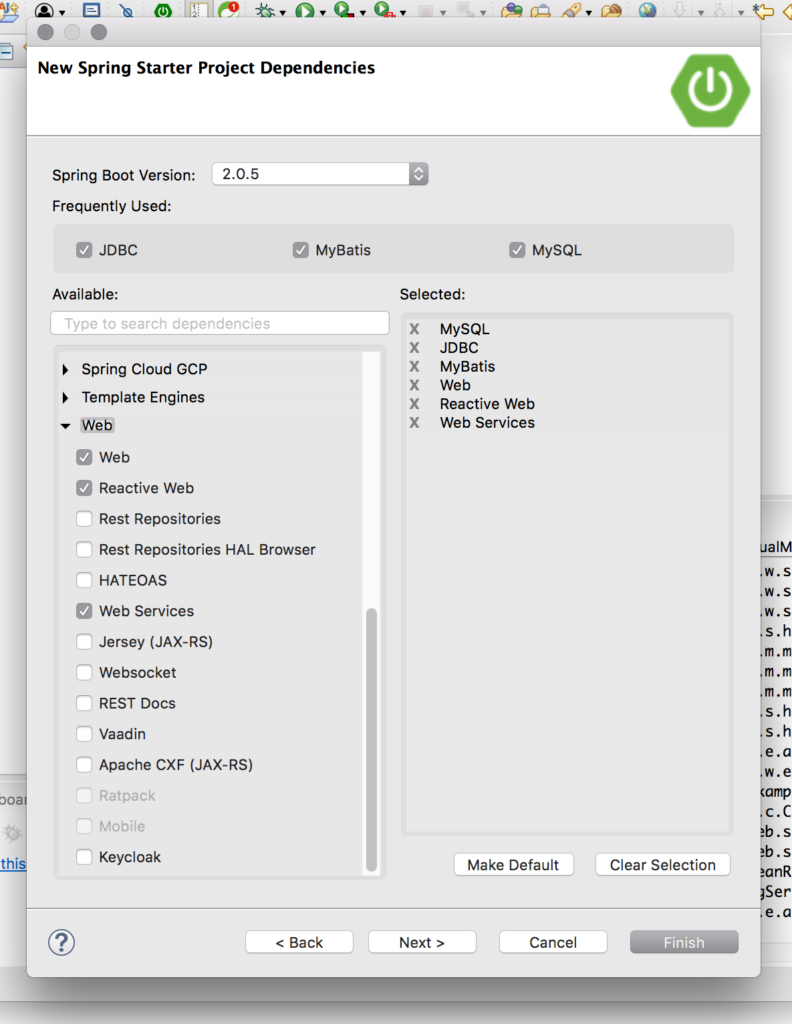 New Spring Starter Project Dependencies
Spring Boot Version: 2.0.5
Frequently Used:
JDBC MyBatis MySQL
Available: Selected:
Type to search dependencies
X MySQL
X JDBC
X MyBatis
X Web
X Reactive Web
X Web Services
Spring Cloud GCP
Template Engines
Web
Web
Reactive Web
Rest Repositories
Rest Repositories HAL Browser
HATEOAS
Web Services
Jersey (JAX-RS)
Websocket
REST Docs
Vaadin
Apache CXF (JAX-RS)
Ratpack
Mobile
Keycloak
Make Default Clear Selection
? < Back Next > Cancel Finish
ualM
.w.s
.w.s
.w.s
.s.h
.m.m
.m.m
.m.m
.s.h
.s.h
.e.a
.w.e
xamp
.c.C
eb.s
eb.s
eanR
gSer
.e.a
boar
this